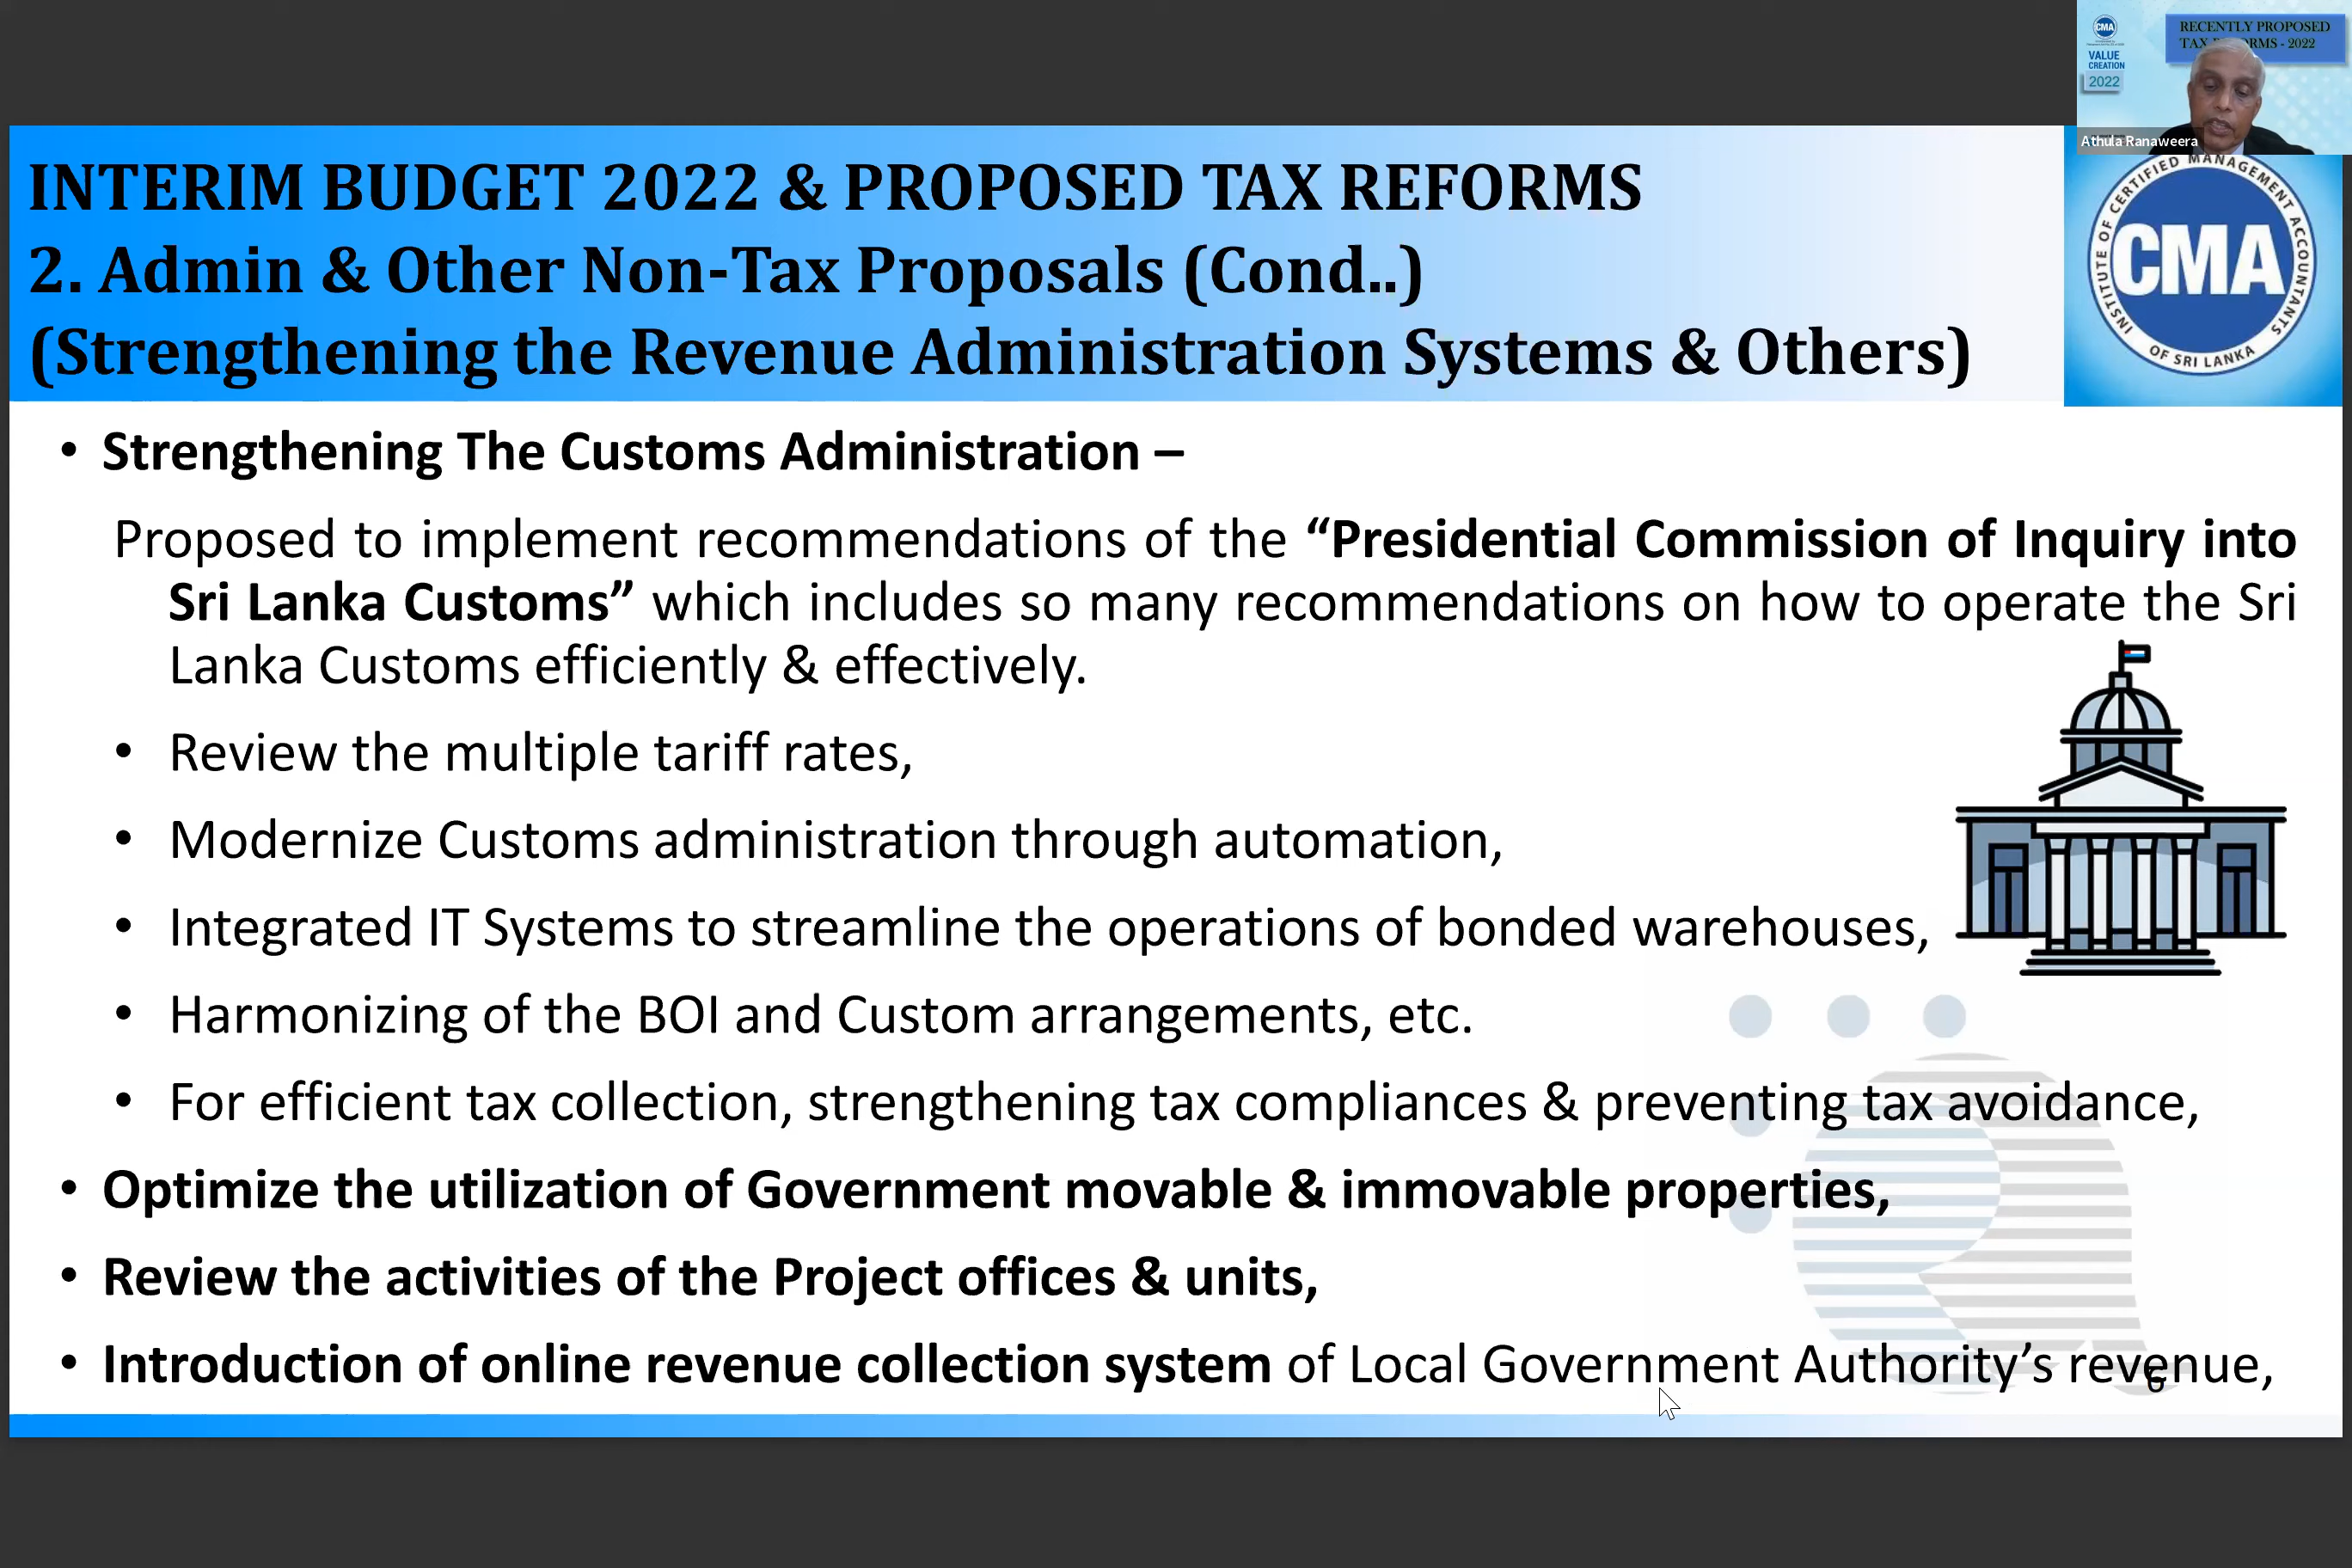 CMA
VALUE
CREATION
2022
RECENTLY PROPOSED
TAX REFORMS - 2022
Athula Ranaweera
INTERIM BUDGET 2022 & PROPOSED TAX REFORMS
2. Admin & Other Non-Tax Proposals (Cond..)
(Strengthening the Revenue Administration Systems & Others)
INSTITUTE OF CERTIFIED MANAGEMENT ACCOUNTANTS
CMA
OF SRI LANKA
• Strengthening The Customs Administration –
Proposed to implement recommendations of the “Presidential Commission of Inquiry into
Sri Lanka Customs” which includes so many recommendations on how to operate the Sri
Lanka Customs efficiently & effectively.
• Review the multiple tariff rates,
• Modernize Customs administration through automation,
• Integrated IT Systems to streamline the operations of bonded warehouses,
• Harmonizing of the BOI and Custom arrangements, etc.
• For efficient tax collection, strengthening tax compliances & preventing tax avoidance,
• Optimize the utilization of Government movable & immovable properties,
• Review the activities of the Project offices & units,
• Introduction of online revenue collection system of Local Government Authority’s revenue,
6